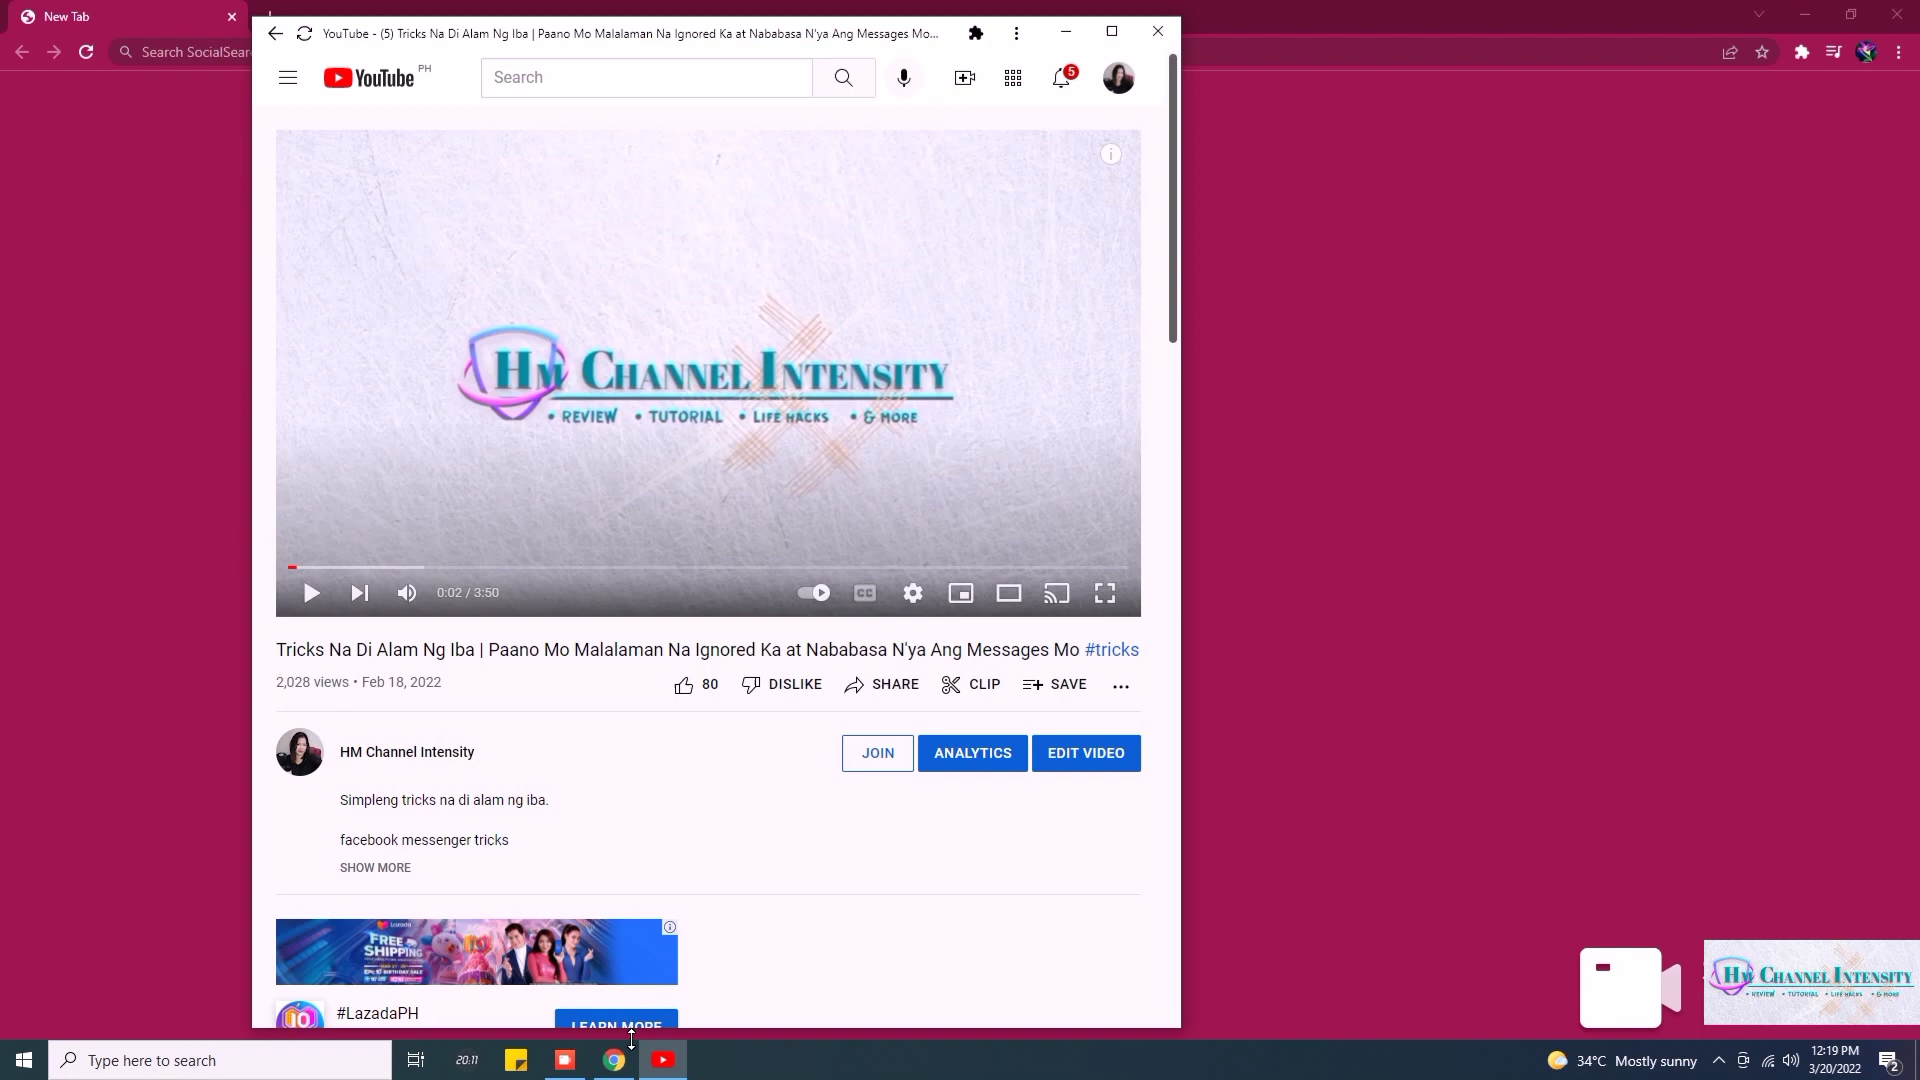 New Tab
Search SocialSear
YouTube - (5) Tricks Na Di Alam Ng Iba | Paano Mo Malalaman Na Ignored Ka at Nababasa N'ya Ang Messages Mo...
YouTube PH
Search
5
HM CHANNEL INTENSITY
• REVIEW • TUTORIAL • LIFE HACKS • & MORE
0:02 / 3:50
CC
Tricks Na Di Alam Ng Iba | Paano Mo Malalaman Na Ignored Ka at Nababasa N'ya Ang Messages Mo #tricks
2,028 views • Feb 18, 2022
80 DISLIKE SHARE CLIP SAVE
HM Channel Intensity
JOIN ANALYTICS EDIT VIDEO
Simpleng tricks na di alam ng iba.
facebook messenger tricks
SHOW MORE
Lazada
FREE
SHIPPING
10
#LazadaPH
LEARN MORE
HM CHANNEL INTENSITY
• REVIEW • TUTORIAL • LIFE HACKS • & MORE
Type here to search
20:11
34°C Mostly sunny
12:19 PM
3/20/2022
2